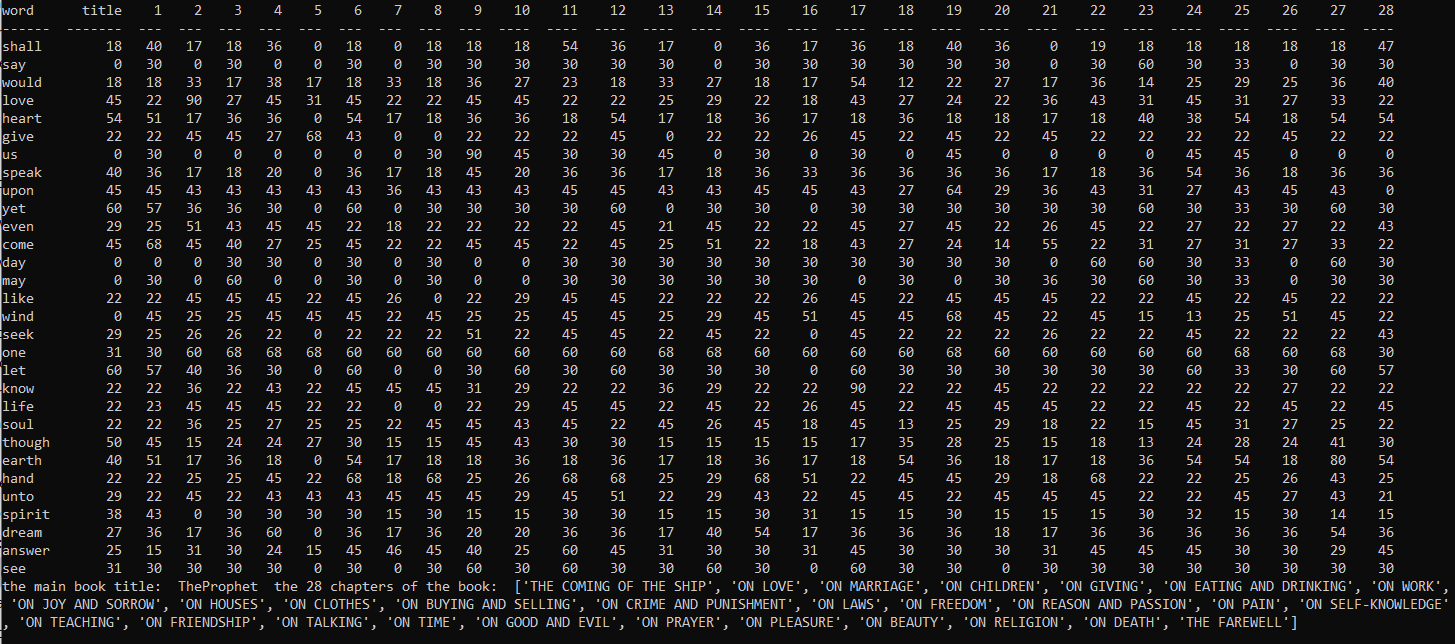 word title 1 2 3 4 5 6 7 8 9 10 11 12 13 14 15 16 17 18 19 20 21 22 23 24 25 26 27 28
------ ------- --- --- --- --- --- --- --- --- --- ---- ---- ---- ---- ---- ---- ---- ---- ---- ---- ---- ---- ---- ---- ---- ---- ---- ---- ----
shall 18 40 17 18 36 0 18 0 18 18 18 54 36 17 0 36 17 36 18 40 36 0 19 18 18 18 18 18 47
say 0 30 0 30 0 0 30 0 30 30 30 30 30 30 0 30 30 30 30 30 0 0 30 60 30 33 0 30 30
would 18 18 33 17 38 17 18 33 18 36 27 23 18 33 27 18 17 54 12 22 27 17 36 14 25 29 25 36 40
love 45 22 90 27 45 31 45 22 22 45 45 22 22 25 29 22 18 43 27 24 22 36 43 31 45 31 27 33 22
heart 54 51 17 36 36 0 54 17 18 36 36 18 54 17 18 36 17 18 36 18 18 17 18 40 38 54 18 54 54
give 22 22 45 45 27 68 43 0 0 22 22 22 45 0 22 22 26 45 22 45 22 45 22 22 22 22 45 22 22
us 0 30 0 0 0 0 0 0 30 90 45 30 30 45 0 30 0 30 0 45 0 0 0 0 45 45 0 0 0
speak 40 36 17 18 20 0 36 17 18 45 20 36 36 17 18 36 33 36 36 36 36 17 18 36 54 36 18 36 36
upon 45 45 43 43 43 43 43 36 43 43 43 45 45 43 43 45 45 43 27 64 29 36 43 31 27 43 45 43 0
yet 60 57 36 36 30 0 60 0 30 30 30 30 60 0 30 30 0 30 30 30 30 30 30 60 30 33 30 60 30
even 29 25 51 43 45 45 22 18 22 22 22 22 45 21 45 22 22 45 27 45 22 26 45 22 27 22 27 22 43
come 45 68 45 40 27 25 45 22 22 45 45 22 45 25 51 22 18 43 27 24 14 55 22 31 27 31 27 33 22
day 0 0 0 30 30 0 30 0 30 0 0 30 30 30 30 30 30 30 30 30 30 0 60 60 30 33 0 60 30
may 0 30 0 60 0 0 30 0 30 0 30 30 30 30 60 30 30 0 30 0 30 36 30 60 30 33 0 30 30
like 22 22 45 45 45 22 45 26 0 22 29 45 45 22 22 22 26 45 22 45 45 45 22 22 45 22 45 22 22
wind 0 45 25 25 45 45 45 22 45 25 25 45 45 25 29 45 51 45 45 68 45 22 45 15 13 25 51 45 22
seek 29 25 26 26 22 0 22 22 22 51 22 45 45 22 45 22 0 45 22 22 22 26 22 22 45 22 22 22 43
one 31 30 60 68 68 68 60 60 60 60 60 60 60 68 68 60 60 60 60 68 60 60 60 60 60 68 60 68 30
let 60 57 40 36 30 0 60 0 0 30 60 30 60 30 30 30 0 60 30 30 30 30 30 30 60 33 30 60 57
know 22 22 36 22 43 22 45 45 45 31 29 22 22 36 29 22 22 90 22 22 45 22 22 22 22 22 27 22 22
life 22 23 45 45 45 22 22 0 0 22 29 45 45 22 45 22 26 45 22 45 45 45 22 22 45 22 45 22 45
soul 22 22 36 25 27 25 25 22 45 45 43 45 22 45 26 45 18 45 13 25 29 18 22 15 45 31 27 25 22
though 50 45 15 24 24 27 30 15 15 45 43 30 30 15 15 15 15 17 35 28 25 15 18 13 24 28 24 41 30
earth 40 51 17 36 18 0 54 17 18 18 36 18 36 17 18 36 17 18 54 36 18 17 18 36 54 54 18 80 54
hand 22 22 25 25 45 22 68 18 68 25 26 68 68 25 29 68 51 22 45 45 29 18 68 22 22 25 26 43 25
unto 29 22 45 22 43 43 43 45 45 45 29 45 51 22 29 43 22 45 45 22 45 45 45 22 22 45 27 43 21
spirit 38 43 0 30 30 30 30 15 30 15 15 30 30 15 15 30 31 15 15 30 15 15 15 30 32 15 30 14 15
dream 27 36 17 36 60 0 36 17 36 20 20 36 36 17 40 54 17 36 36 36 18 17 36 36 36 36 36 54 36
answer 25 15 31 30 24 15 45 46 45 40 25 60 45 31 30 30 31 45 30 30 30 31 45 45 45 30 30 29 45
see 31 30 30 30 30 0 30 0 30 60 30 60 30 30 60 30 0 60 30 30 0 30 30 30 30 30 30 60 30
the main book title:  TheProphet  the 28 chapters of the book:  ['THE COMING OF THE SHIP', 'ON LOVE', 'ON MARRIAGE', 'ON CHILDREN', 'ON GIVING', 'ON EATING AND DRINKING', 'ON WORK',
'ON JOY AND SORROW', 'ON HOUSES', 'ON CLOTHES', 'ON BUYING AND SELLING', 'ON CRIME AND PUNISHMENT', 'ON LAWS', 'ON FREEDOM', 'ON REASON AND PASSION', 'ON PAIN', 'ON SELF-KNOWLEDGE'
, 'ON TEACHING', 'ON FRIENDSHIP', 'ON TALKING', 'ON TIME', 'ON GOOD AND EVIL', 'ON PRAYER', 'ON PLEASURE', 'ON BEAUTY', 'ON RELIGION', 'ON DEATH', 'THE FAREWELL']